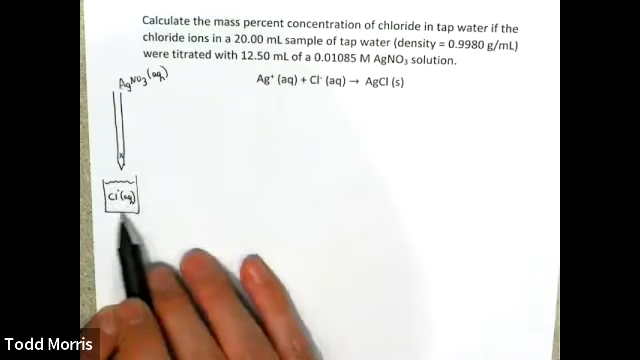 Calculate the mass percent concentration of chloride in tap water if the
chloride ions in a 20.00 mL sample of tap water (density = 0.9980 g/mL)
were titrated with 12.50 mL of a 0.01085 M AgNO₃ solution.
AgNO₃(aq)
Ag⁺ (aq) + Cl⁻ (aq) → AgCl (s)
Cl⁻(aq)
Todd Morris